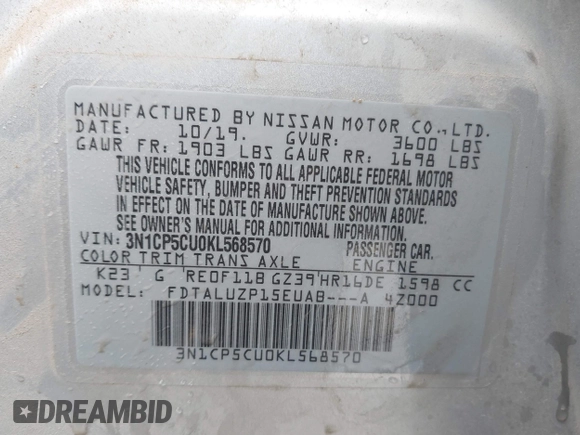 MANUFACTURED BY NISSAN MOTOR CO., LTD.
DATE: 10/19. GVWR: 3600 LBS
GAWR FR: 1903 LBS GAWR RR: 1698 LBS
THIS VEHICLE CONFORMS TO ALL APPLICABLE FEDERAL MOTOR
VEHICLE SAFETY, BUMPER AND THEFT PREVENTION STANDARDS
IN EFFECT ON THE DATE OF MANUFACTURE SHOWN ABOVE.
SEE OWNER'S MANUAL FOR ADDITIONAL INFORMATION.
VIN: 3N1CP5CU0KL568570 PASSENGER CAR.
COLOR TRIM TRANS AXLE ENGINE
K23 G RE0F11B GZ39 HR16DE 1598 CC
FDTALUZP15EUAB---A 4Z000
3N1CP5CU0KL568570
DREAMBID